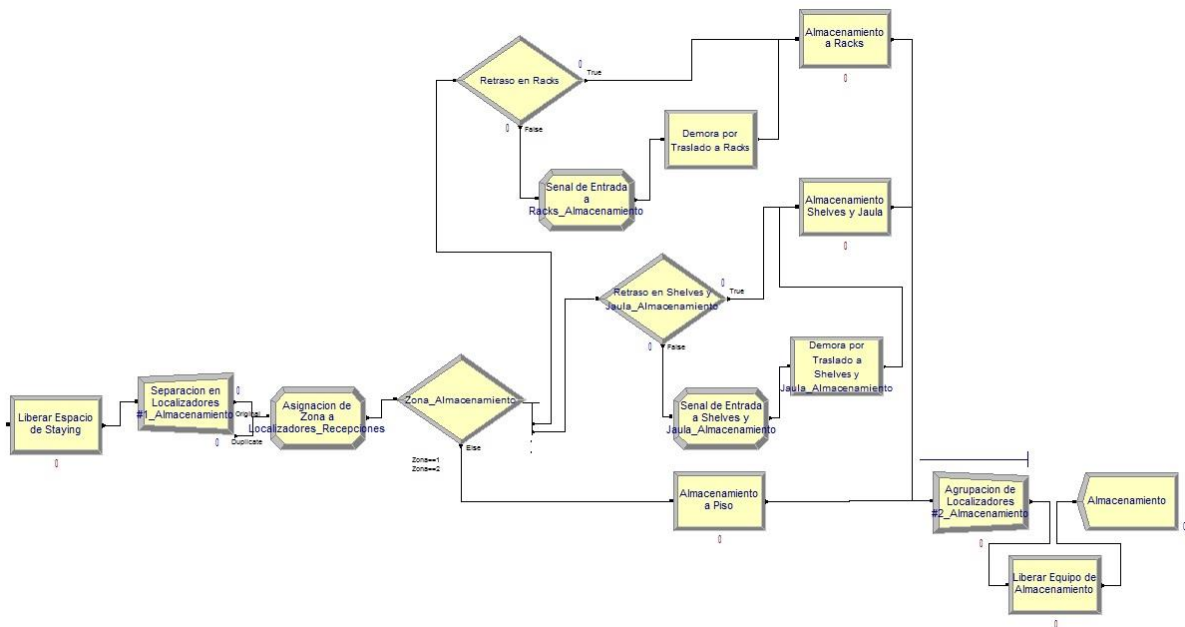 Almacenamiento
a Racks
0
Retraso en Racks
0
True
0
False
Demora por
Traslado a Racks
Senal de Entrada
a
Racks_Almacenamiento
Almacenamiento
Shelves y Jaula
0
Retraso en Shelves y
Jaula_Almacenamiento
0
True
0
False
Demora por
Traslado a
Shelves y
Jaula_Almacenamiento
Senal de Entrada
a Shelves y
Jaula_Almacenamiento
Liberar Espacio
de Staying
0
Separacion en
Localizadores
#1_Almacenamiento
0
Original
0
Duplicate
Asignacion de
Zona a
Localizadores_Recepciones
Zona_Almacenamiento
Else
Zona==1
Zona==2
Almacenamiento
a Piso
0
Agrupacion de
Localizadores
#2_Almacenamiento
0
Almacenamiento
0
Liberar Equipo de
Almacenamiento
0